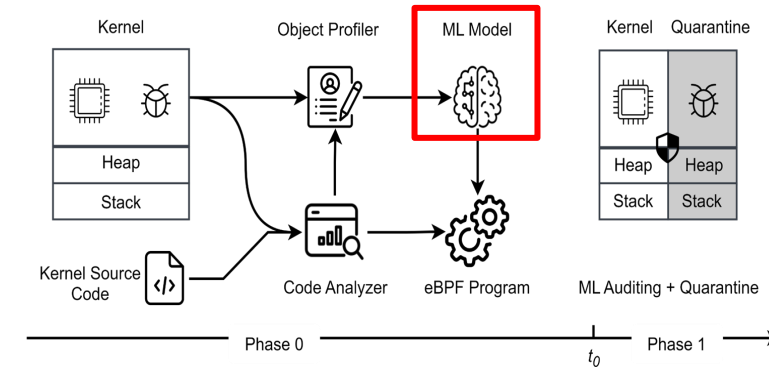 Kernel
Object Profiler
ML Model
Kernel
Quarantine
Heap
Stack
Heap
Heap
Stack
Stack
Kernel Source
Code
</>
Code Analyzer
eBPF Program
ML Auditing + Quarantine
Phase 0
t0
Phase 1